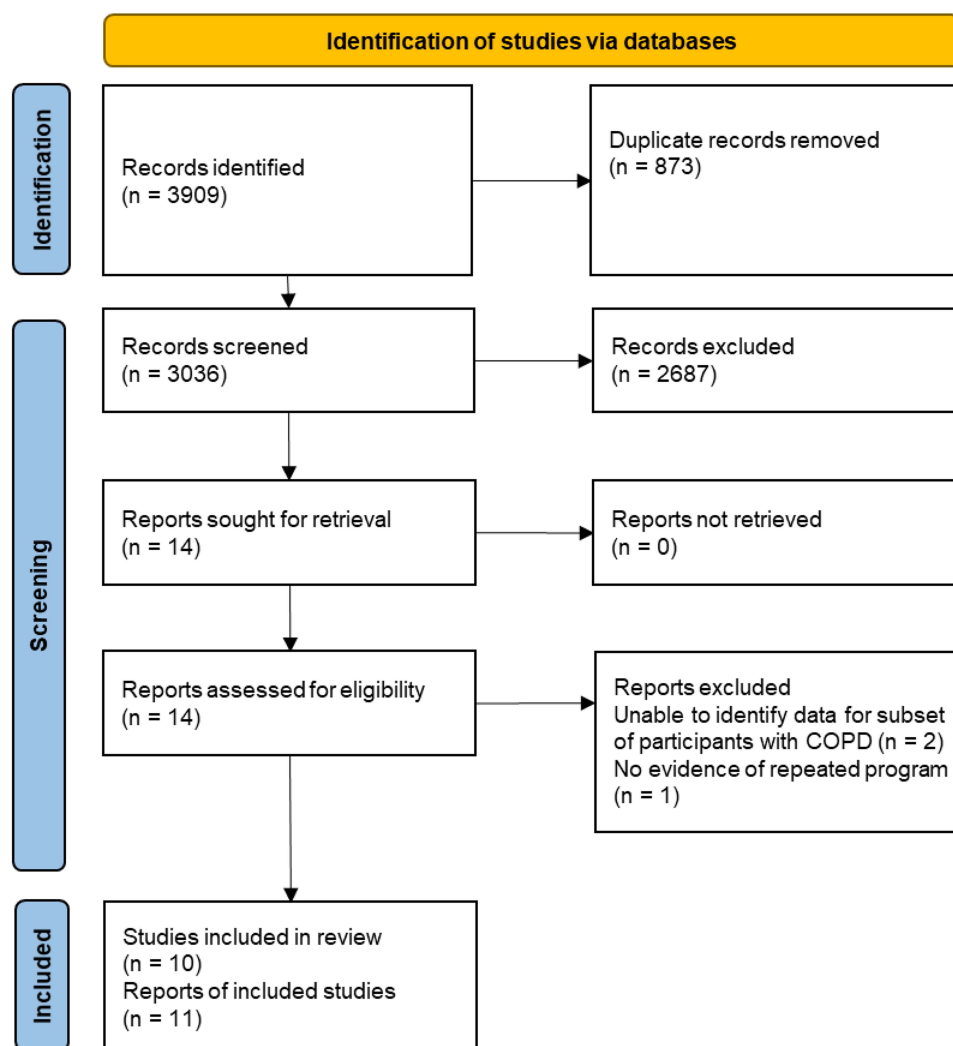 Identification of studies via databases
Identification
Records identified
(n = 3909)
Duplicate records removed
(n = 873)
Screening
Records screened
(n = 3036)
Records excluded
(n = 2687)
Reports sought for retrieval
(n = 14)
Reports not retrieved
(n = 0)
Reports assessed for eligibility
(n = 14)
Reports excluded
Unable to identify data for subset
of participants with COPD (n = 2)
No evidence of repeated program
(n = 1)
Included
Studies included in review
(n = 10)
Reports of included studies
(n = 11)